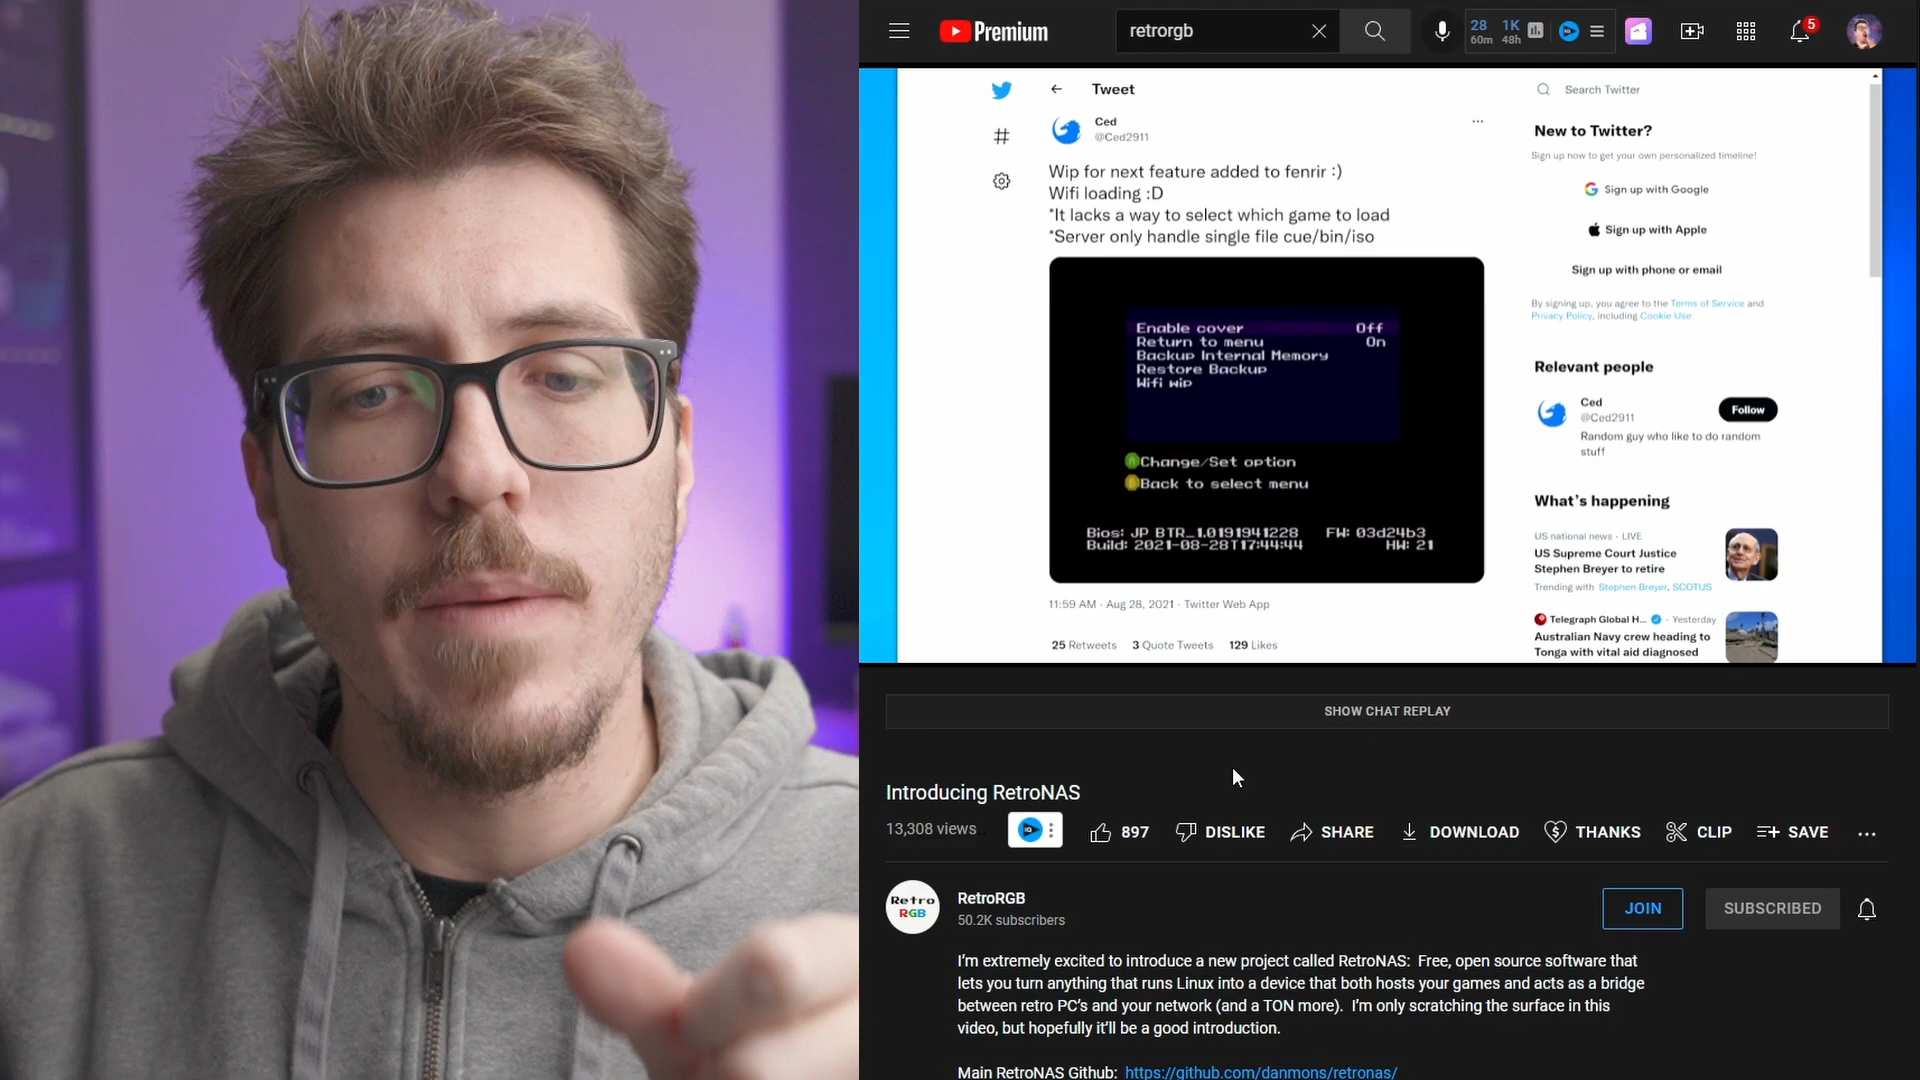 Premium
retrorgb
28
60m
1K
48h
5
Tweet
Ced
@Ced2911
Wip for next feature added to fenrir :)
Wifi loading :D
*It lacks a way to select which game to load
*Server only handle single file cue/bin/iso
Enable cover Off
Return to menu On
Backup Internal Memory
Restore Backup
Wifi wip
Change/Set option
Back to select menu
Bios: JP BTR_1.0191941228 FW: 03d24b3
Build: 2021-08-28T17:44:44 HW: 21
11:59 AM · Aug 28, 2021 · Twitter Web App
25 Retweets 3 Quote Tweets 129 Likes
Search Twitter
New to Twitter?
Sign up now to get your own personalized timeline!
Sign up with Google
Sign up with Apple
Sign up with phone or email
By signing up, you agree to the Terms of Service and
Privacy Policy, including Cookie Use.
Relevant people
Ced
@Ced2911
Follow
Random guy who like to do random
stuff
What's happening
US national news · LIVE
US Supreme Court Justice
Stephen Breyer to retire
Trending with Stephen Breyer, SCOTUS
Telegraph Global H... · Yesterday
Australian Navy crew heading to
Tonga with vital aid diagnosed
SHOW CHAT REPLAY
Introducing RetroNAS
13,308 views
897
DISLIKE
SHARE
DOWNLOAD
THANKS
CLIP
SAVE
Retro
RGB
RetroRGB
50.2K subscribers
JOIN
SUBSCRIBED
I'm extremely excited to introduce a new project called RetroNAS: Free, open source software that
lets you turn anything that runs Linux into a device that both hosts your games and acts as a bridge
between retro PC's and your network (and a TON more). I'm only scratching the surface in this
video, but hopefully it'll be a good introduction.
Main RetroNAS Github: https://github.com/danmons/retronas/